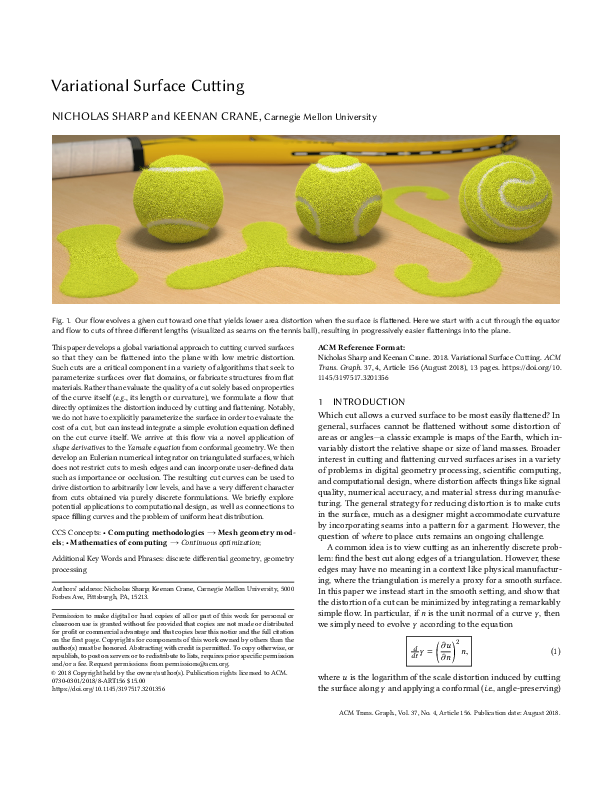 Variational Surface Cutting
NICHOLAS SHARP and KEENAN CRANE, Carnegie Mellon University
Fig. 1. Our flow evolves a given cut toward one that yields lower area distortion when the surface is flattened. Here we start with a cut through the equator
and flow to cuts of three different lengths (visualized as seams on the tennis ball), resulting in progressively easier flattenings into the plane.
This paper develops a global variational approach to cutting curved surfaces
so that they can be flattened into the plane with low metric distortion.
Such cuts are a critical component in a variety of algorithms that seek to
parameterize surfaces over flat domains, or fabricate structures from flat
materials. Rather than evaluate the quality of a cut solely based on properties
of the curve itself (e.g., its length or curvature), we formulate a flow that
directly optimizes the distortion induced by cutting and flattening. Notably,
we do not have to explicitly parameterize the surface in order to evaluate the
cost of a cut, but can instead integrate a simple evolution equation defined
on the cut curve itself. We arrive at this flow via a novel application of
shape derivatives to the Yamabe equation from conformal geometry. We then
develop an Eulerian numerical integrator on triangulated surfaces, which
does not restrict cuts to mesh edges and can incorporate user-defined data
such as importance or occlusion. The resulting cut curves can be used to
drive distortion to arbitrarily low levels, and have a very different character
from cuts obtained via purely discrete formulations. We briefly explore
potential applications to computational design, as well as connections to
space filling curves and the problem of uniform heat distribution.
CCS Concepts: • Computing methodologies → Mesh geometry mod-
els; • Mathematics of computing → Continuous optimization;
Additional Key Words and Phrases: discrete differential geometry, geometry
processing
Authors' address: Nicholas Sharp Keenan Crane, Carnegie Mellon University, 5000
Forbes Ave, Pittsburgh, PA, 15213.
Permission to make digital or hard copies of all or part of this work for personal or
classroom use is granted without fee provided that copies are not made or distributed
for profit or commercial advantage and that copies bear this notice and the full citation
on the first page. Copyrights for components of this work owned by others than the
author(s) must be honored. Abstracting with credit is permitted. To copy otherwise, or
republish, to post on servers or to redistribute to lists, requires prior specific permission
and/or a fee. Request permissions from permissions@acm.org.
© 2018 Copyright held by the owner/author(s). Publication rights licensed to ACM.
0730-0301/2018/8-ART156 $15.00
https://doi.org/10.1145/3197517.3201356
ACM Reference Format:
Nicholas Sharp and Keenan Crane. 2018. Variational Surface Cutting. ACM
Trans. Graph. 37, 4, Article 156 (August 2018), 13 pages. https://doi.org/10.
1145/3197517.3201356
1 INTRODUCTION
Which cut allows a curved surface to be most easily flattened? In
general, surfaces cannot be flattened without some distortion of
areas or angles—a classic example is maps of the Earth, which in-
variably distort the relative shape or size of land masses. Broader
interest in cutting and flattening curved surfaces arises in a variety
of problems in digital geometry processing, scientific computing,
and computational design, where distortion affects things like signal
quality, numerical accuracy, and material stress during manufac-
turing. The general strategy for reducing distortion is to make cuts
in the surface, much as a designer might accommodate curvature
by incorporating seams into a pattern for a garment. However, the
question of where to place cuts remains an ongoing challenge.
A common idea is to view cutting as an inherently discrete prob-
lem: find the best cut along edges of a triangulation. However, these
edges may have no meaning in a context like physical manufactur-
ing, where the triangulation is merely a proxy for a smooth surface.
In this paper we instead start in the smooth setting, and show that
the distortion of a cut can be minimized by integrating a remarkably
simple flow. In particular, if n is the unit normal of a curve γ, then
we simply need to evolve γ according to the equation
d/dt γ = (∂u/∂n)² n, (1)
where u is the logarithm of the scale distortion induced by cutting
the surface along γ and applying a conformal (i.e., angle-preserving)
ACM Trans. Graph., Vol. 37, No. 4, Article 156. Publication date: August 2018.